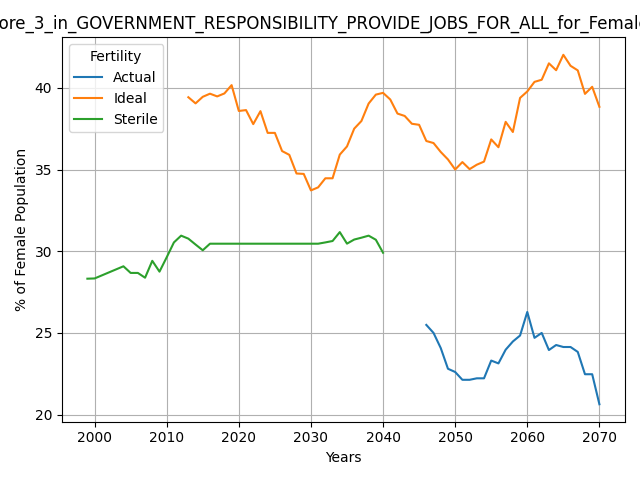 ore_3_in_GOVERNMENT_RESPONSIBILITY_PROVIDE_JOBS_FOR_ALL_for_Female
Fertility
Actual
Ideal
Sterile
% of Female Population
40
35
30
25
20
2000 2010 2020 2030 2040 2050 2060 2070
Years